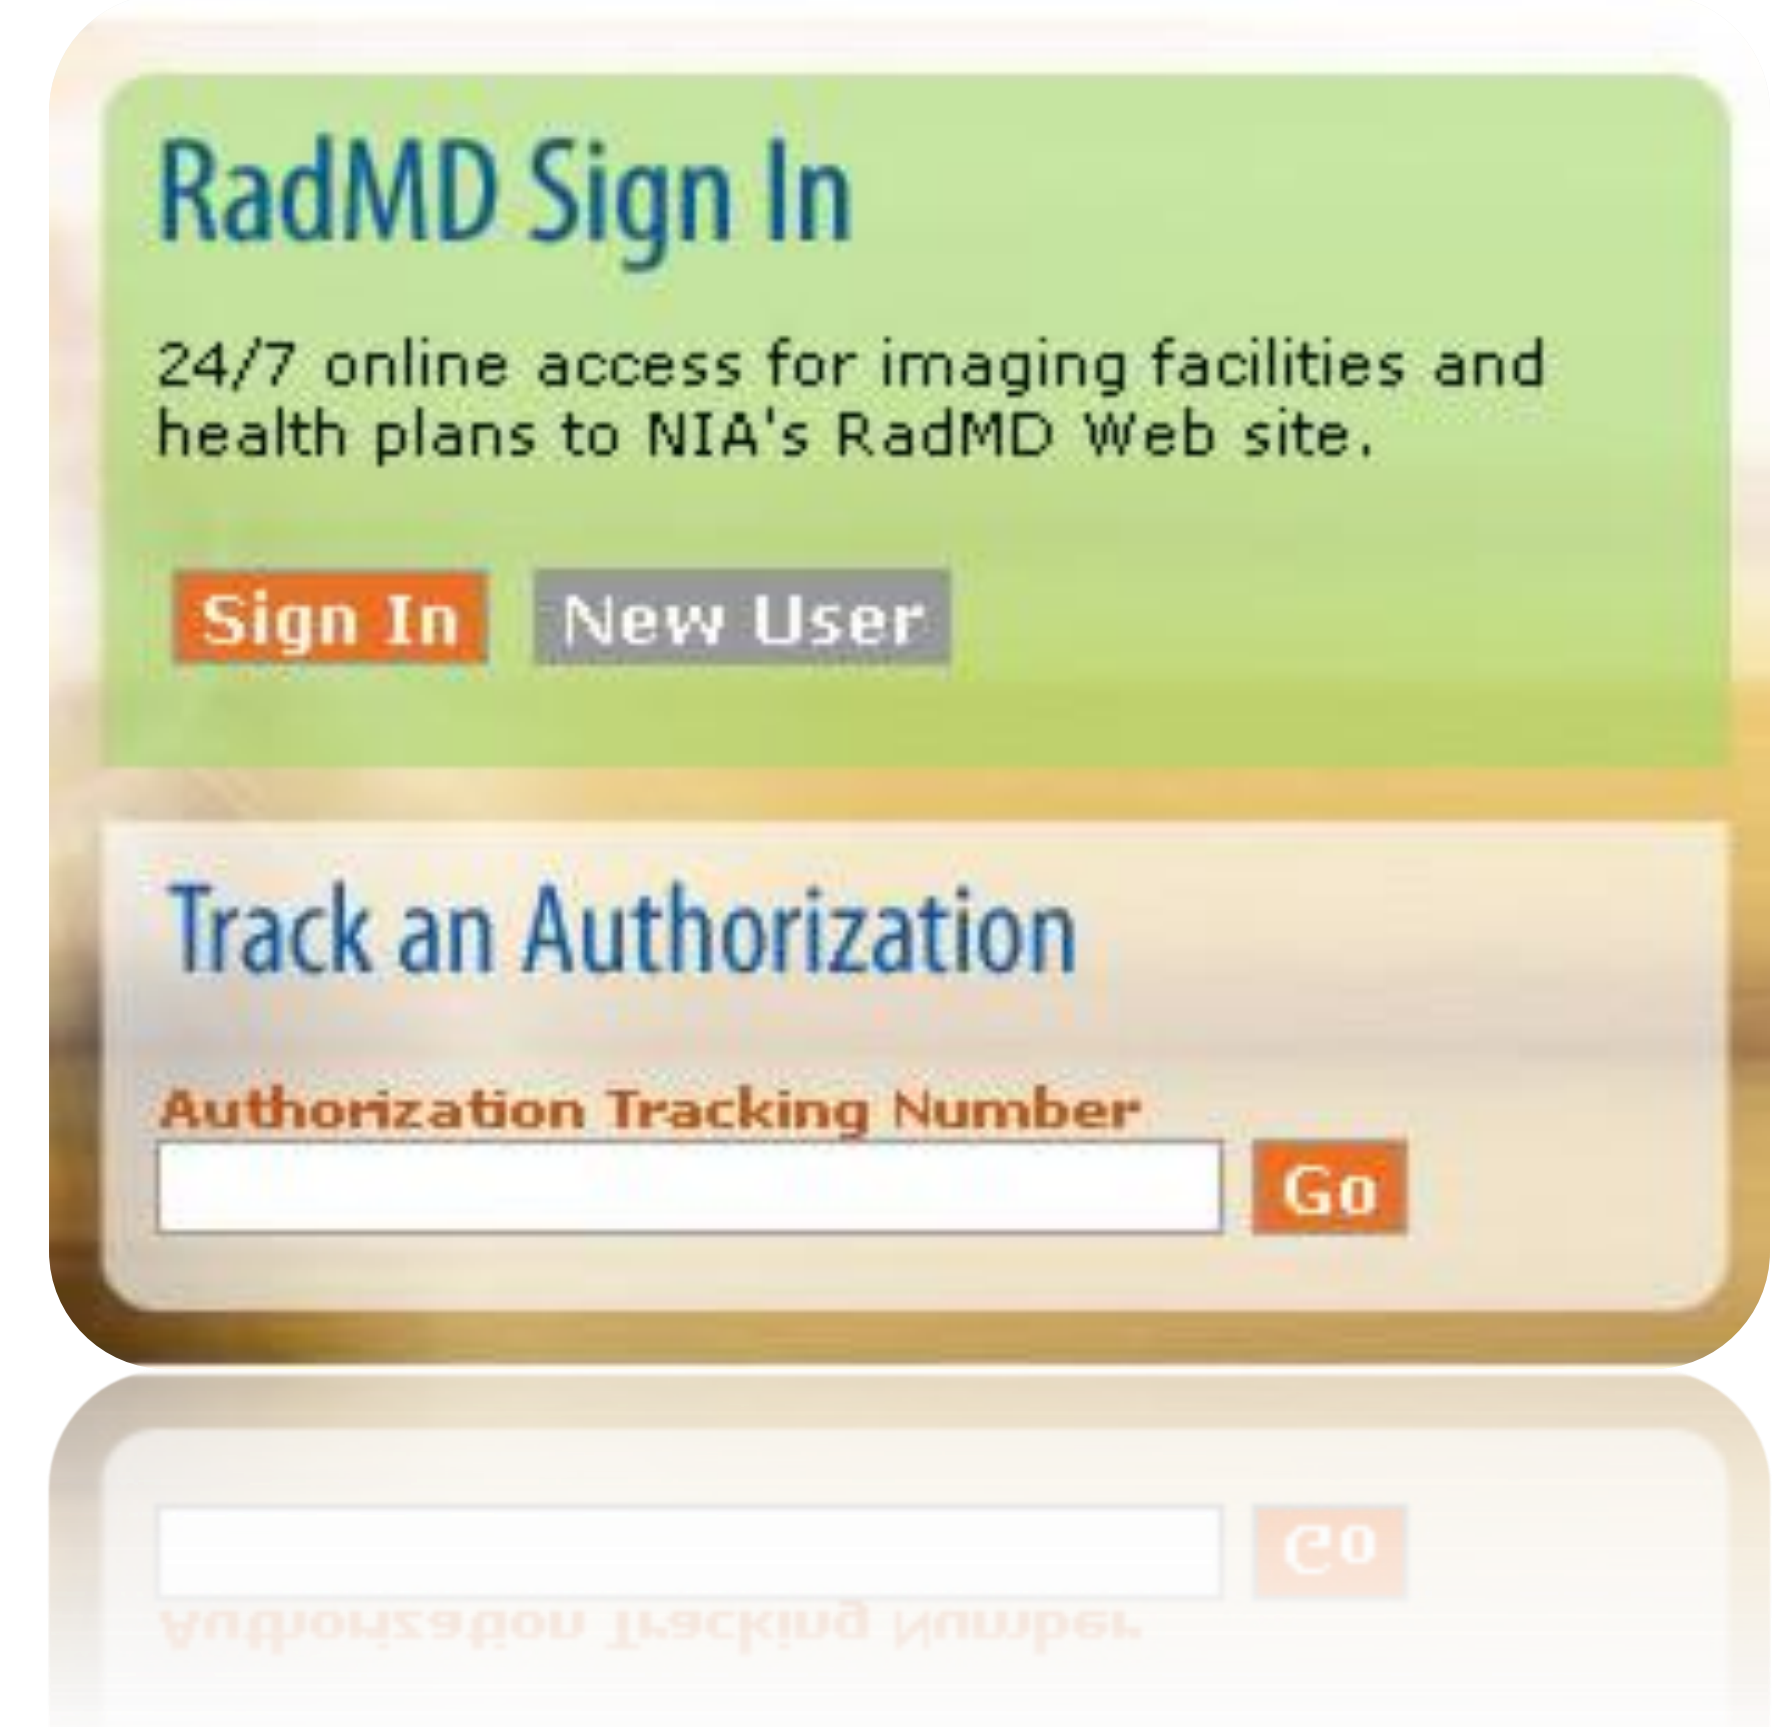 RadMD Sign In
24/7 online access for imaging facilities and
health plans to NIA's RadMD Web site.
Sign In New User
Track an Authorization
Authorization Tracking Number
Go